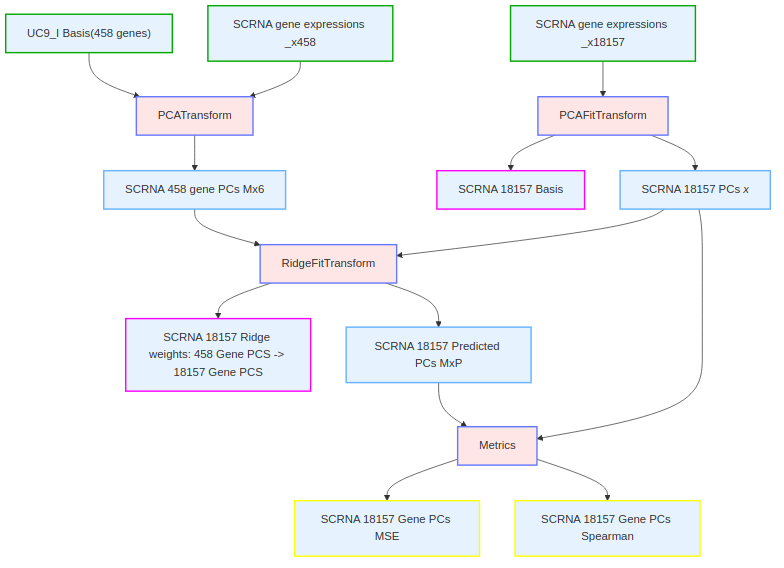 UC9_I Basis(458 genes)
SCRNA gene expressions
_x458
SCRNA gene expressions
_x18157
PCATransform
PCAFitTransform
SCRNA 458 gene PCs Mx6
SCRNA 18157 Basis
SCRNA 18157 PCs x
RidgeFitTransform
SCRNA 18157 Ridge
weights: 458 Gene PCS ->
18157 Gene PCS
SCRNA 18157 Predicted
PCs MxP
Metrics
SCRNA 18157 Gene PCs
MSE
SCRNA 18157 Gene PCs
Spearman